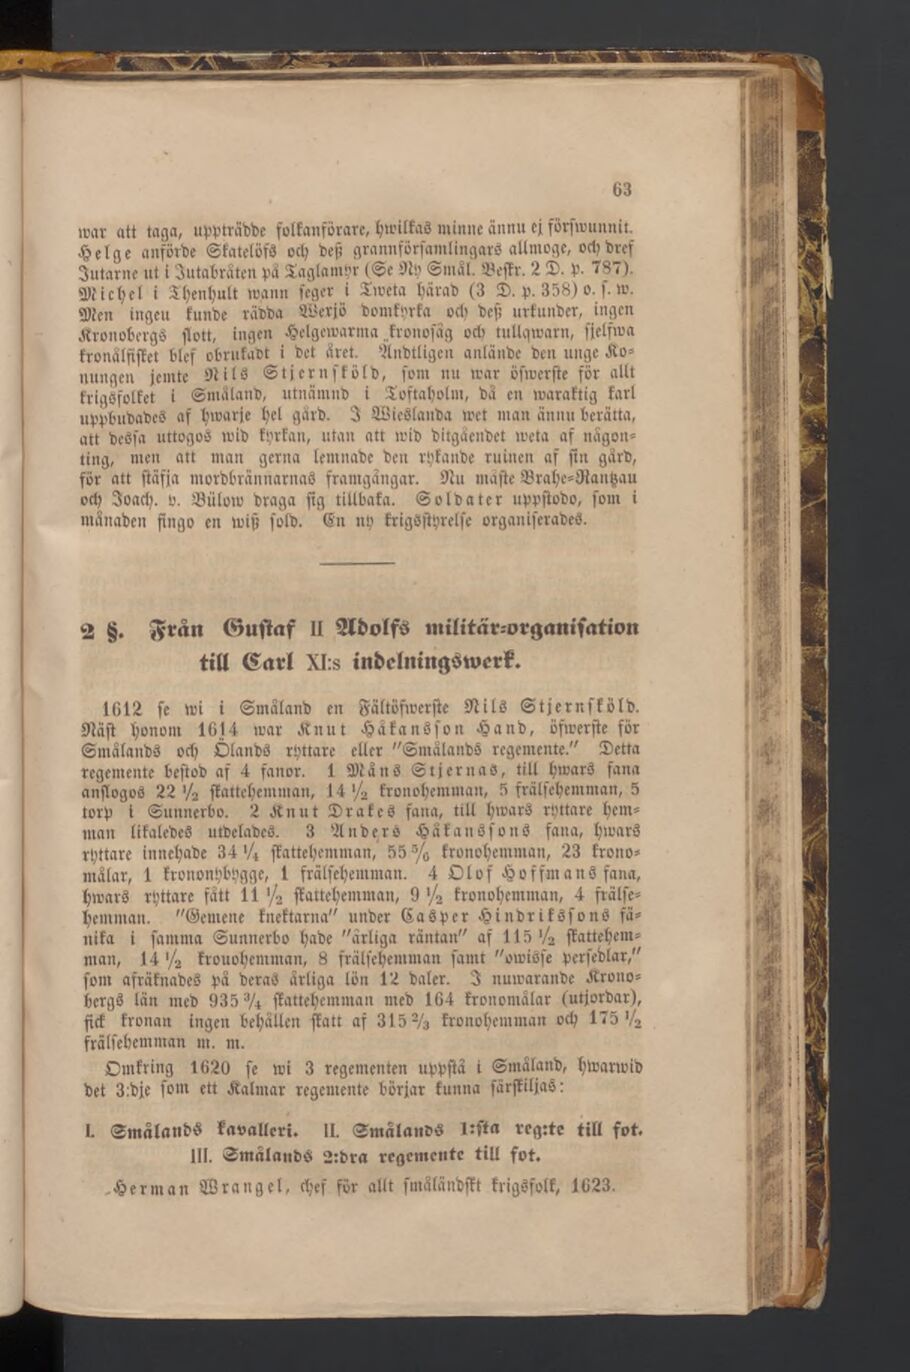 63
war att taga, uppträdde folkanförare, hwilkas minne ännu ej förswunnit.
Helge anförde Skatelöfs och deß grannförsamlingars allmoge, och dref
Jutarne ut i Jutabråten på Taglamyr (Se Ny Smål. Beskr. 2 D. p. 787).
Michel i Thenhult wann seger i Tweta härad (3 D. p. 358) o. s. w.
Men ingen kunde rädda Werjö domkyrka och deß urkunder, ingen
Kronobergs slott, ingen Helgewarma kronosåg och tullqwarn, sjelfwa
kronålfisket blef obrukadt i det året. Ändtligen anlände den unge Ko-
nungen jemte Nils Stjernsköld, som nu war öfwerste för allt
krigsfolket i Småland, utnämnd i Toftaholm, då en waraktig karl
uppbudades af hwarje hel gård. I Wieslanda wet man ännu berätta,
att dessa uttogos wid kyrkan, utan att wid ditgåendet weta af någon-
ting, men att man gerna lemnade den rykande ruinen af sin gård,
för att stäfja mordbrännarnas framgångar. Nu måste Brahe-Rantzau
och Joach. v. Bülow draga sig tillbaka. Soldater uppstodo, som i
månaden fingo en wiß sold. En ny krigsstyrelse organiserades.
2 §. Från Gustaf II Adolfs militär-organisation
till Carl XI:s indelningswerk.
1612 se wi i Småland en Fältöfwerste Nils Stjernsköld.
Näst honom 1614 war Knut Håkansson Hand, öfwerste för
Smålands och Ölands ryttare eller "Smålands regemente." Detta
regemente bestod af 4 fanor. 1 Måns Stjernas, till hwars fana
anslogos 22 1/2 skattehemman, 14 1/2 kronohemman, 5 frälsehemman, 5
torp i Sunnerbo. 2 Knut Drakes fana, till hwars ryttare hem-
man likaledes utdelades. 3 Anders Håkanssons fana, hwars
ryttare innehade 34 1/4 skattehemman, 55 5/6 kronohemman, 23 krono-
målar, 1 krononybygge, 1 frälsehemman. 4 Olof Hoffmans fana,
hwars ryttare fått 11 1/2 skattehemman, 9 1/2 kronohemman, 4 frälse-
hemman. "Gemene knektarna" under Casper Hindrikssons fä-
nika i samma Sunnerbo hade "årliga räntan" af 115 1/2 skattehem-
man, 14 1/2 kronohemman, 8 frälsehemman samt "owisse persedlar,"
som afräknades på deras årliga lön 12 daler. I nuwarande Krono-
bergs län med 935 3/4 skattehemman med 164 kronomålar (utjordar),
fick kronan ingen behållen skatt af 315 2/3 kronohemman och 175 1/2
frälsehemman m. m.
Omkring 1620 se wi 3 regementen uppstå i Småland, hwarwid
det 3:dje som ett Kalmar regemente börjar kunna särskiljas:
I. Smålands kavalleri. II. Smålands 1:sta reg:te till fot.
III. Smålands 2:dra regemente till fot.
Herman Wrangel, chef för allt småländskt krigsfolk, 1623.